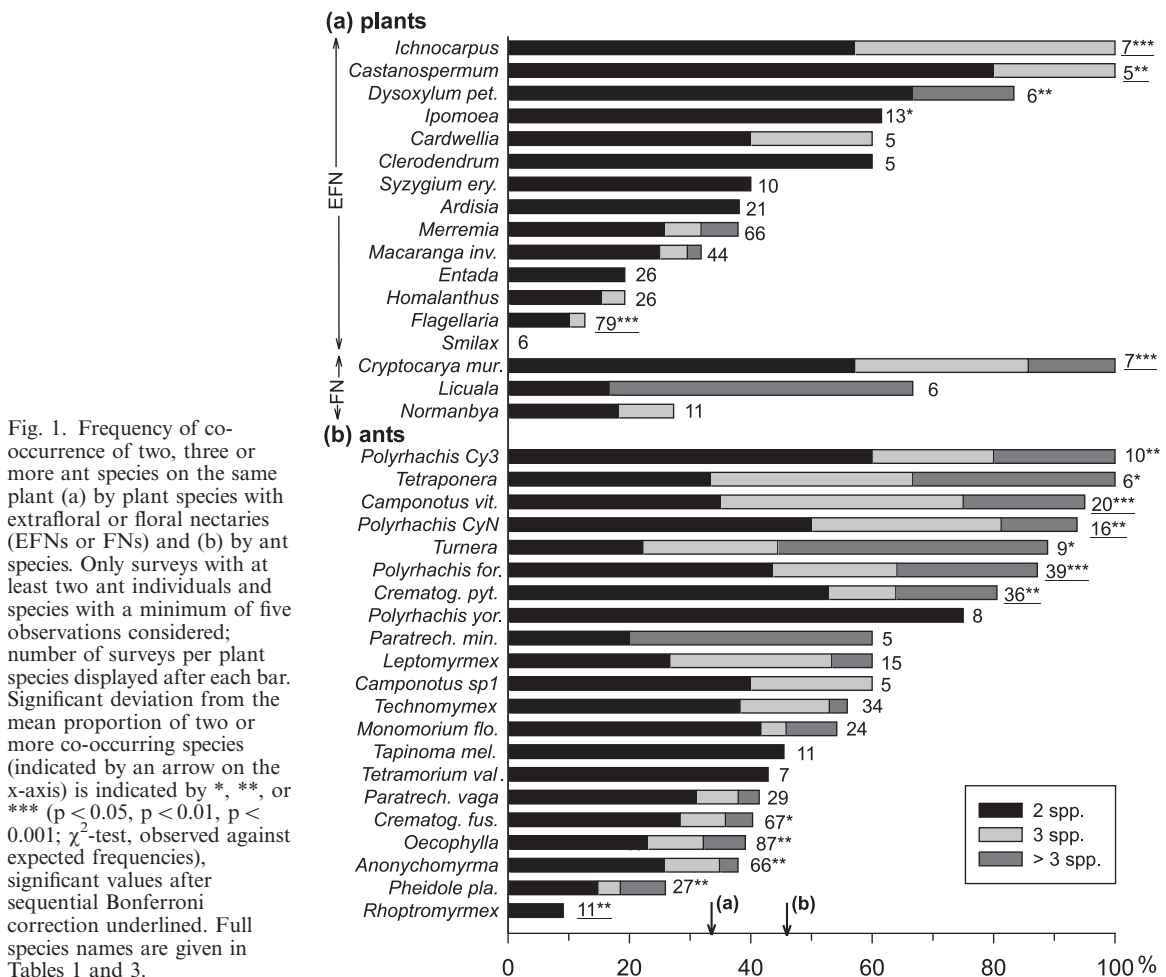 Fig. 1. Frequency of co-
occurrence of two, three or
more ant species on the same
plant (a) by plant species with
extrafloral or floral nectaries
(EFNs or FNs) and (b) by ant
species. Only surveys with at
least two ant individuals and
species with a minimum of five
observations considered;
number of surveys per plant
species displayed after each bar.
Significant deviation from the
mean proportion of two or
more co-occurring species
(indicated by an arrow on the
x-axis) is indicated by *, **, or
*** (p < 0.05, p < 0.01, p <
0.001; χ²-test, observed against
expected frequencies),
significant values after
sequential Bonferroni
correction underlined. Full
species names are given in
Tables 1 and 3.
(a) plants
EFN
Ichnocarpus 7***
Castanospermum 5**
Dysoxylum pet. 6**
Ipomoea 13*
Cardwellia 5
Clerodendrum 5
Syzygium ery. 10
Ardisia 21
Merremia 66
Macaranga inv. 44
Entada 26
Homalanthus 26
Flagellaria 79***
Smilax 6
FN
Cryptocarya mur. 7***
Licuala 6
Normanbya 11
(b) ants
Polyrhachis Cy3 10**
Tetraponera 6*
Camponotus vit. 20***
Polyrhachis CyN 16**
Turnera 9*
Polyrhachis for. 39***
Crematog. pyt. 36**
Polyrhachis yor. 8
Paratrech. min. 5
Leptomyrmex 15
Camponotus sp1 5
Technomymex 34
Monomorium flo. 24
Tapinoma mel. 11
Tetramorium val. 7
Paratrech. vaga 29
Crematog. fus. 67*
Oecophylla 87**
Anonychomyrma 66**
Pheidole pla. 27**
Rhoptromyrmex 11**
2 spp.
3 spp.
> 3 spp.
(a) (b)
0 20 40 60 80 100 %